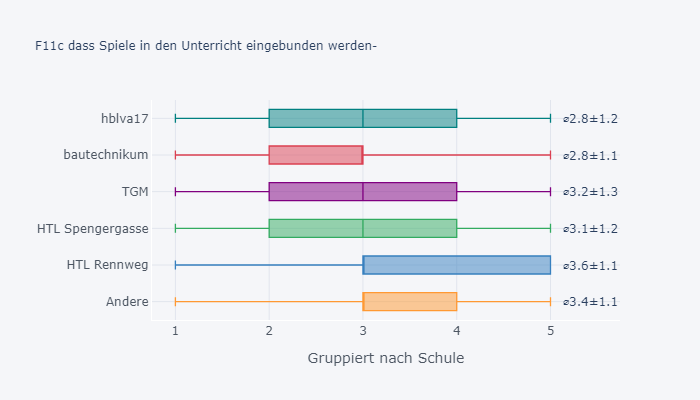 F11c dass Spiele in den Unterricht eingebunden werden-
hblva17 ⌀2.8±1.2
bautechnikum ⌀2.8±1.1
TGM ⌀3.2±1.3
HTL Spengergasse ⌀3.1±1.2
HTL Rennweg ⌀3.6±1.1
Andere ⌀3.4±1.1
1 2 3 4 5
Gruppiert nach Schule